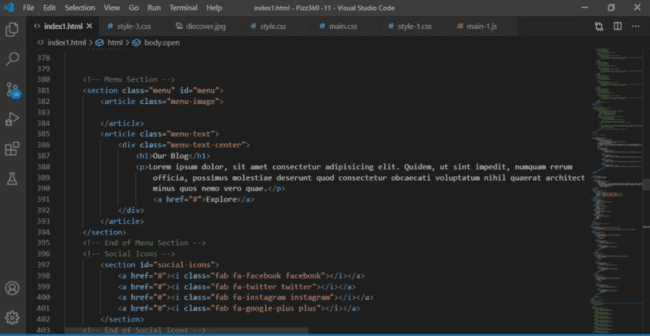 File Edit Selection View Go Run Terminal Help index1.html - Pizz360 -11 - Visual Studio Code
index1.html style-3.css discover.jpg style.css main.css style-1.css main-1.js
index1.html > html > body.open
378
379
380 <!-- Menu Section -->
381 <section class="menu" id="menu">
382 <article class="menu-image">
383
384 </article>
385 <article class="menu-text">
386 <div class="menu-text-center">
387 <h1>Our Blog</h1>
388 <p>Lorem ipsum dolor, sit amet consectetur adipisicing elit. Quidem, ut sint impedit, numquam rerum
389 officia, possimus molestiae deserunt quod consectetur obcaecati voluptatum nihil quaerat architect
390 minus quos nemo vero quae.</p>
391 <a href="#">Explore</a>
392 </div>
393 </article>
394 </section>
395 <!-- End of Menu Section -->
396 <!-- Social Icons -->
397 <section id="social-icons">
398 <a href="#"><i class="fab fa-facebook facebook"></i></a>
399 <a href="#"><i class="fab fa-twitter twitter"></i></a>
400 <a href="#"><i class="fab fa-instagram instagram"></i></a>
401 <a href="#"><i class="fab fa-google-plus plus"></i></a>
402 </section>
403 <!-- End of Social Icons -->